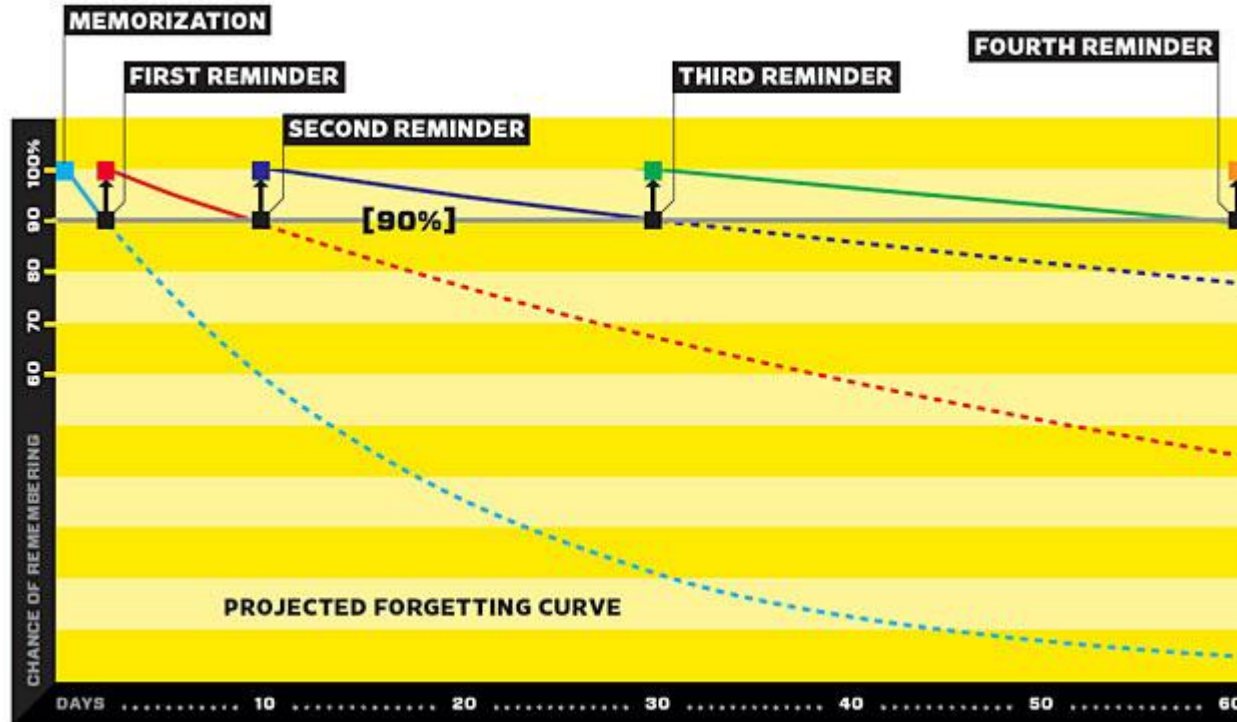 MEMORIZATION
FOURTH REMINDER
FIRST REMINDER
THIRD REMINDER
SECOND REMINDER
100%
90
[90%]
80
70
60
CHANCE OF REMEMBERING
PROJECTED FORGETTING CURVE
DAYS 10 20 30 40 50